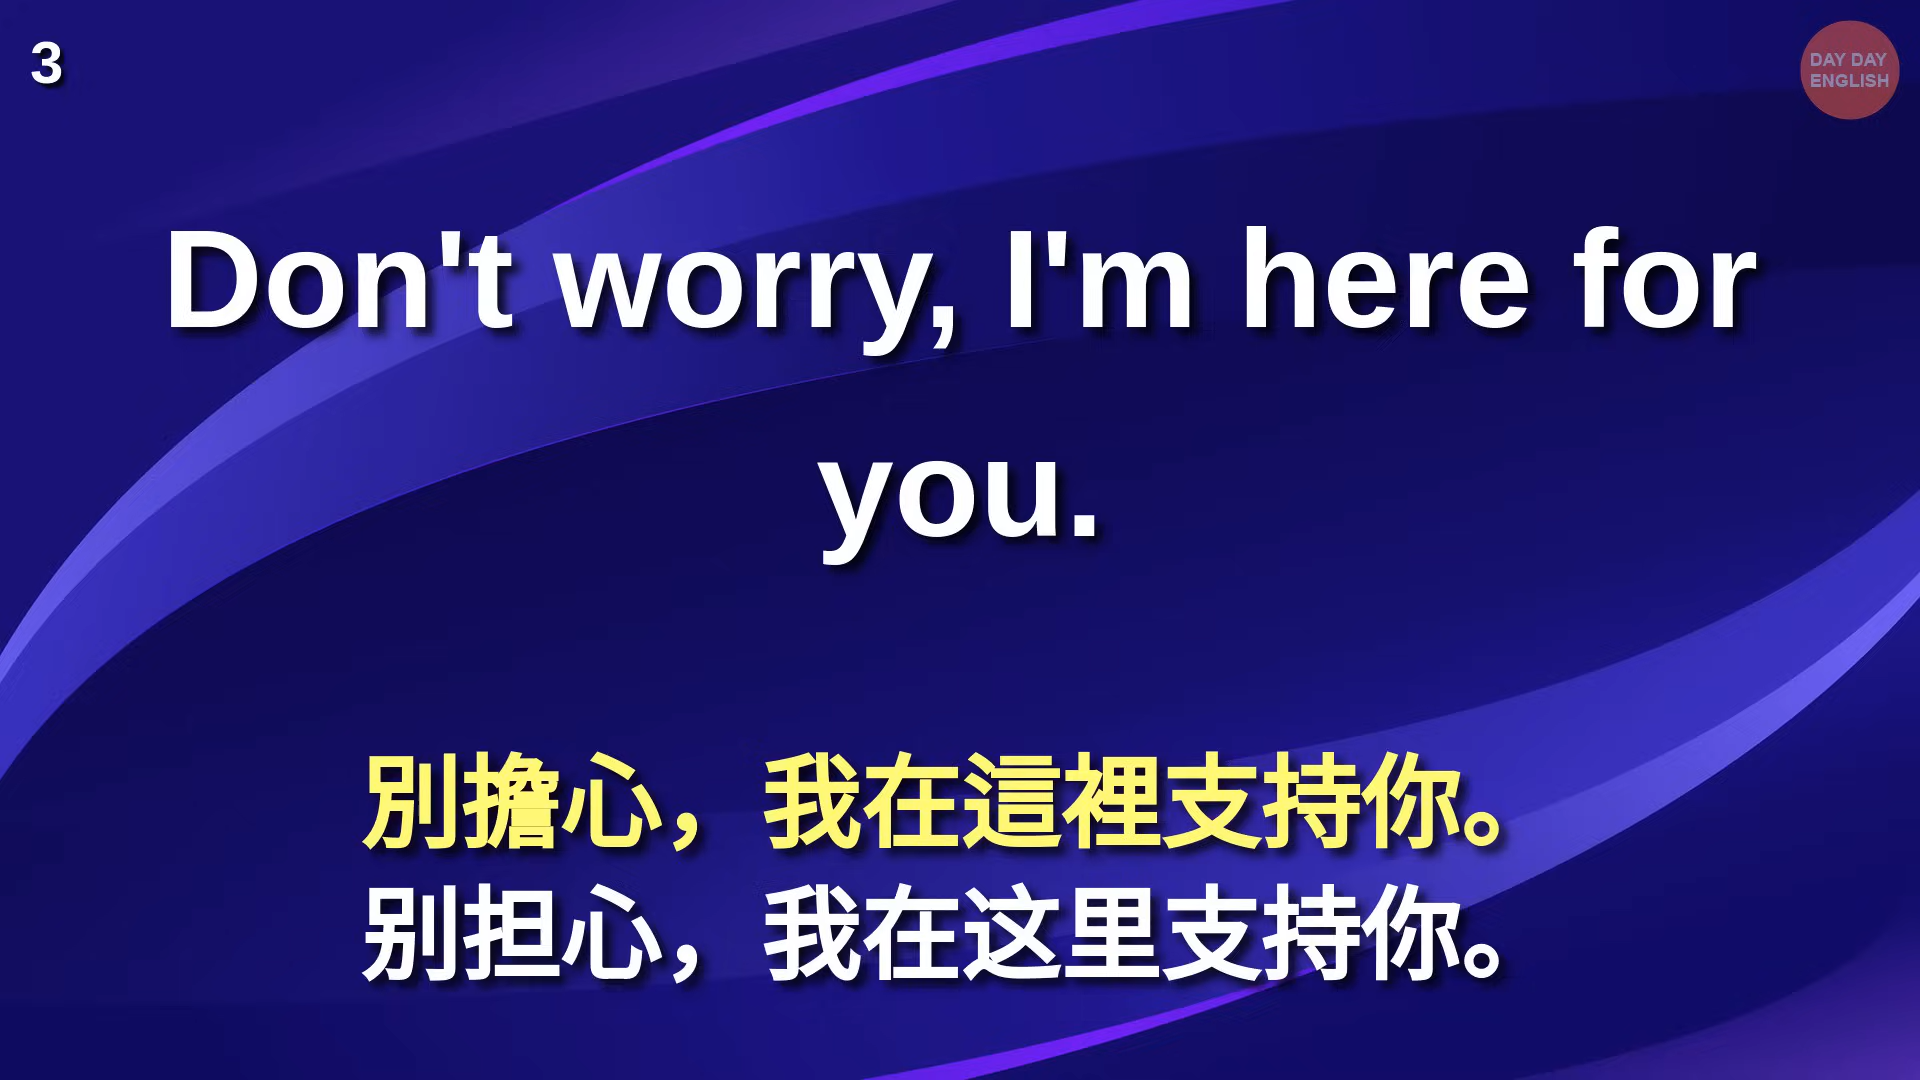 3
DAY DAY
ENGLISH
Don't worry, I'm here for
you.
別擔心，我在這裡支持你。
别担心，我在这里支持你。